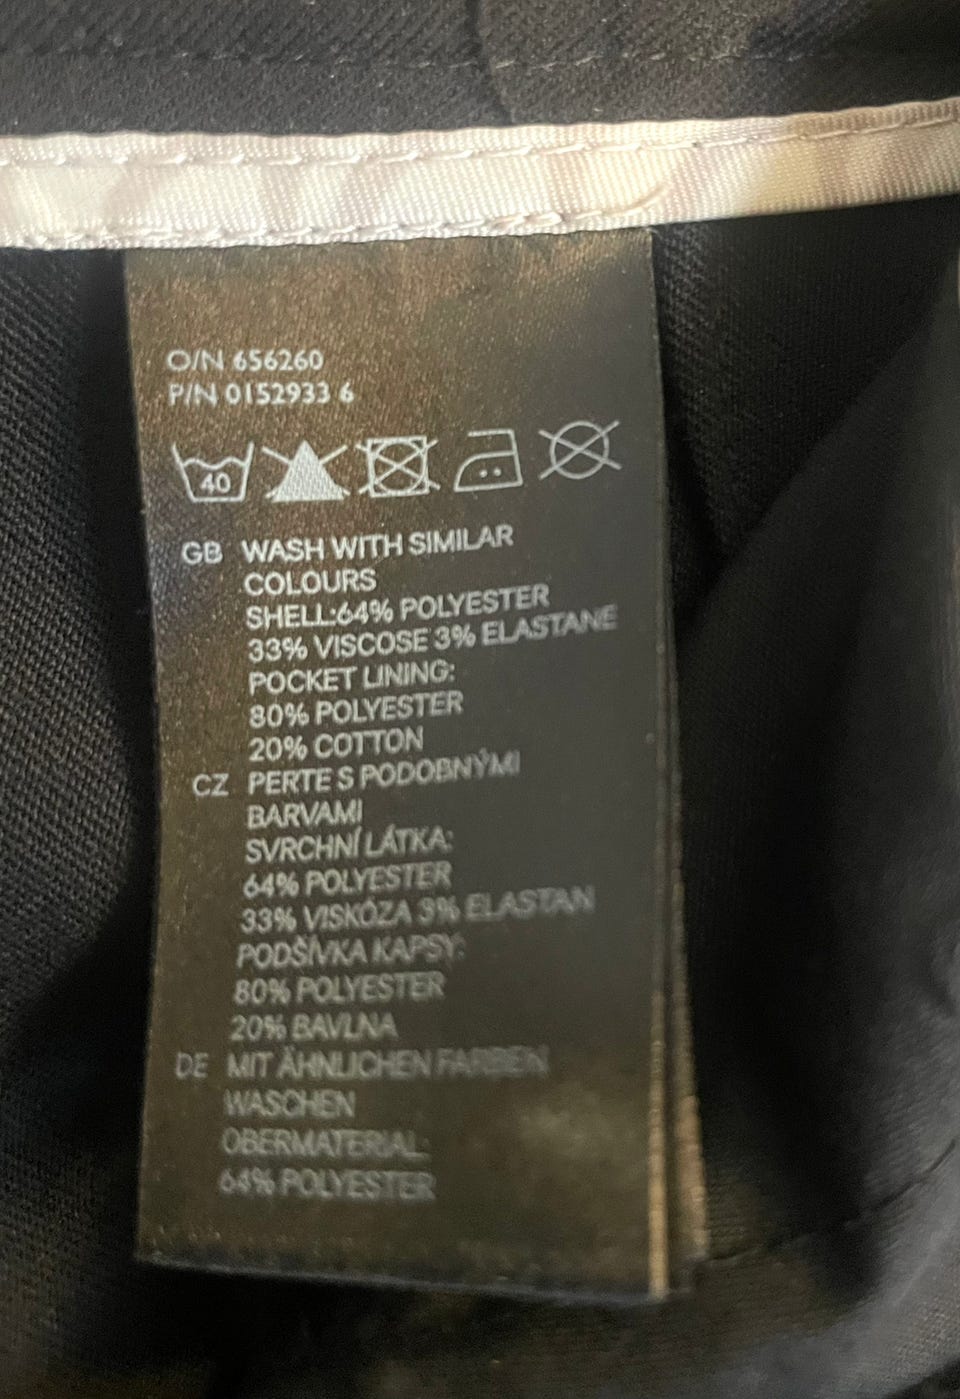 O/N 656260
P/N 0152933 6
40
GB WASH WITH SIMILAR
COLOURS
SHELL:64% POLYESTER
33% VISCOSE 3% ELASTANE
POCKET LINING:
80% POLYESTER
20% COTTON
CZ PERTE S PODOBNÝMI
BARVAMI
SVRCHNÍ LÁTKA:
64% POLYESTER
33% VISKÓZA 3% ELASTAN
PODŠÍVKA KAPSY:
80% POLYESTER
20% BAVLNA
DE MIT ÄHNLICHEN FARBEN
WASCHEN
OBERMATERIAL:
64% POLYESTER